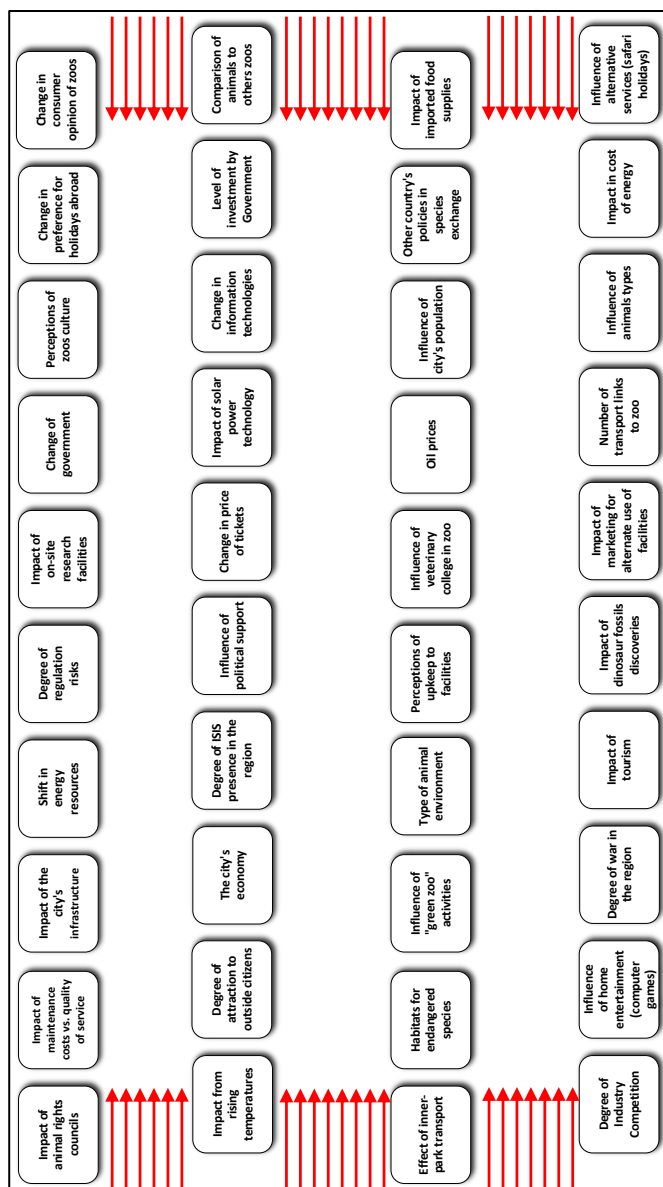 Impact of
animal rights
councils
Impact of
maintenance
costs vs. quality
of service
Impact of the
city's
infrastructure
Shift in
energy
resources
Degree of
regulation
risks
Impact of
on-site
research
facilities
Change of
government
Perceptions of
zoos culture
Change in
preference for
holidays abroad
Change in
consumer
opinion of zoos
Impact from
rising
temperatures
Degree of
attraction to
outside citizens
The city's
economy
Degree of ISIS
presence in the
region
Influence of
political support
Change in price
of tickets
Impact of solar
power
technology
Change in
information
technologies
Level of
investment by
Government
Comparison of
animals to
others zoos
Effect of inner-
park transport
Habitats for
endangered
species
Influence of
"green zoo"
activities
Type of animal
environment
Perceptions of
upkeep to
facilities
Influence of
veterinary
college in zoo
Oil prices
Influence of
city's population
Other country's
policies in
species
exchange
Impact of
imported food
supplies
Degree of
Industry
Competition
Influence
of home
entertainment
(computer
games)
Degree of war in
the region
Impact of
tourism
Impact of
dinosaur fossils
discoveries
Impact of
marketing for
alternate use of
facilities
Number of
transport links
to zoo
Influence of
animals types
Impact in cost
of energy
Influence of
alternative
services (safari
holidays)